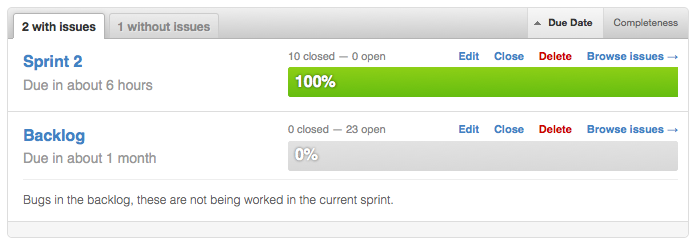 2 with issues 1 without issues Due Date Completeness
Sprint 2 10 closed — 0 open Edit Close Delete Browse issues →
Due in about 6 hours 100%
Backlog 0 closed — 23 open Edit Close Delete Browse issues →
Due in about 1 month 0%
Bugs in the backlog, these are not being worked in the current sprint.